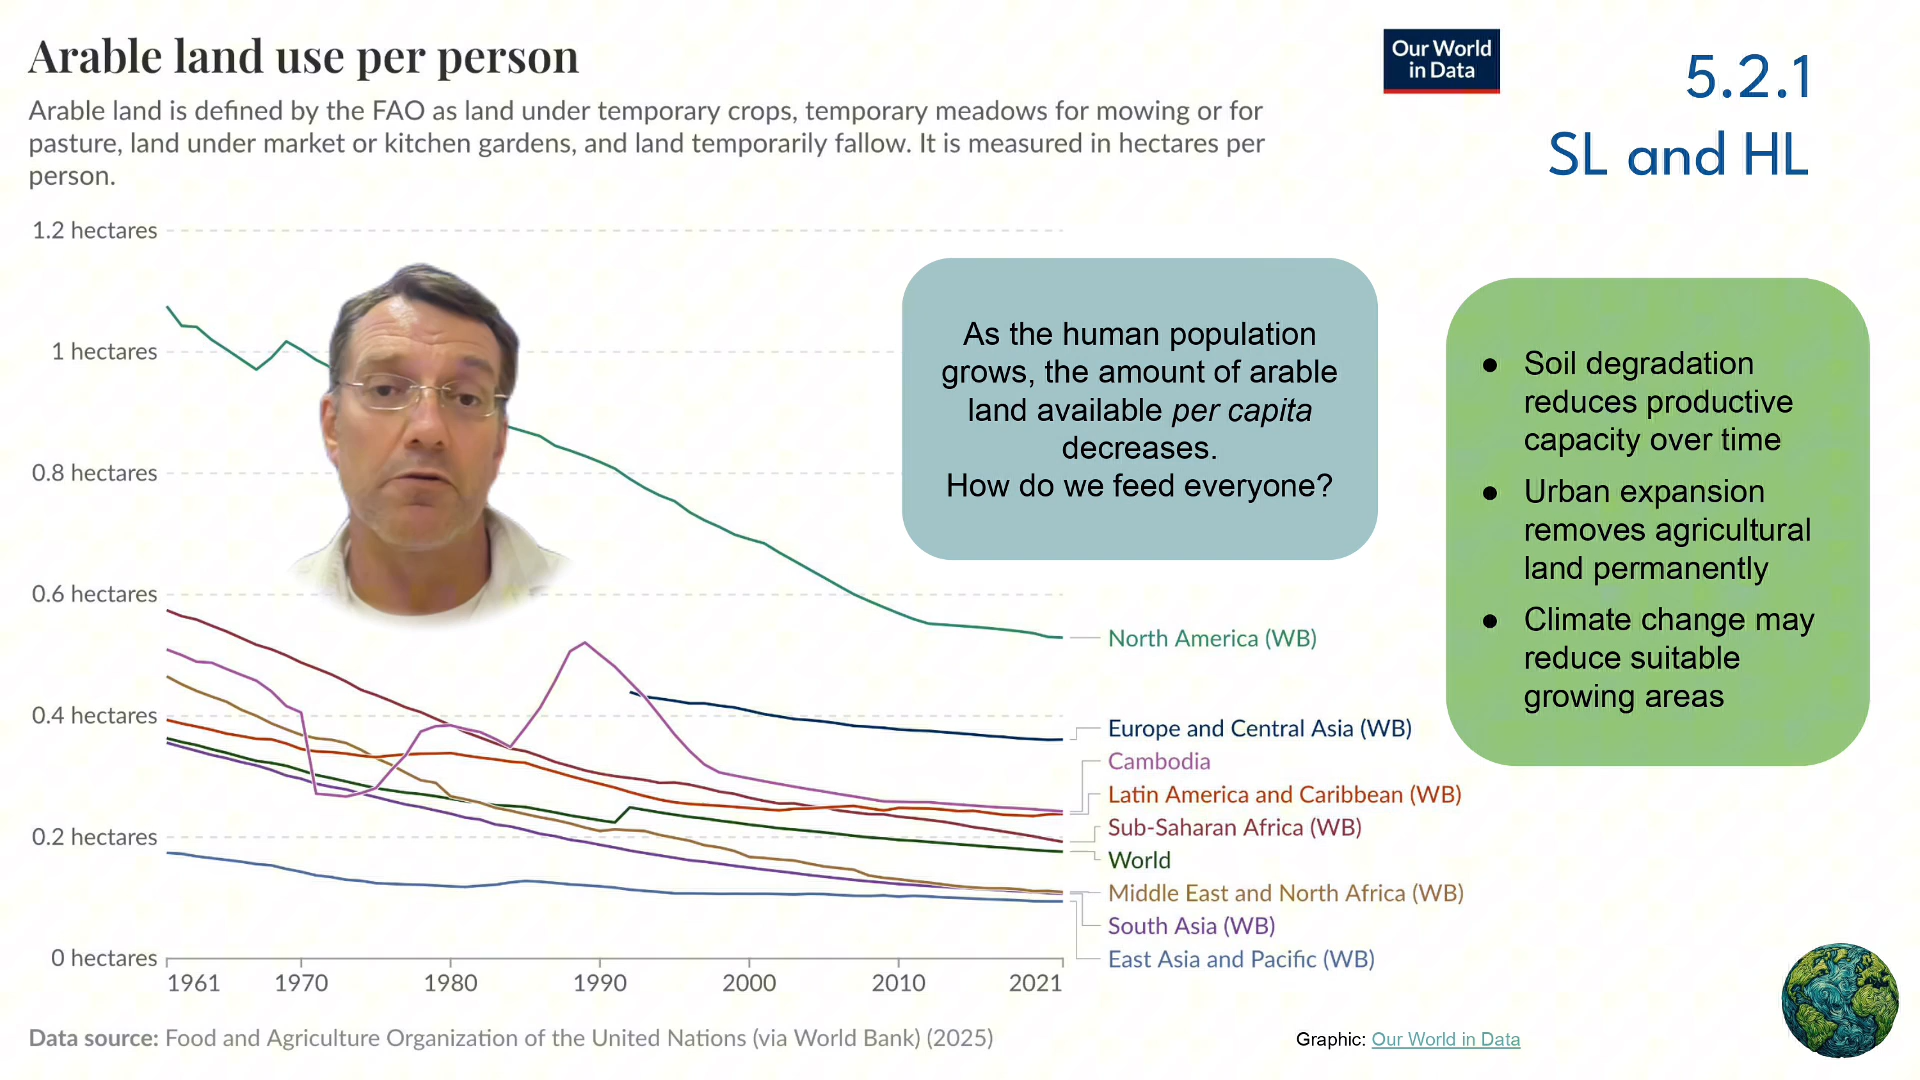 Arable land use per person
Arable land is defined by the FAO as land under temporary crops, temporary meadows for mowing or for
pasture, land under market or kitchen gardens, and land temporarily fallow. It is measured in hectares per
person.
Our World
in Data
5.2.1
SL and HL
1.2 hectares
1 hectares
0.8 hectares
0.6 hectares
0.4 hectares
0.2 hectares
0 hectares
1961
1970
1980
1990
2000
2010
2021
As the human population
grows, the amount of arable
land available per capita
decreases.
How do we feed everyone?
● Soil degradation
reduces productive
capacity over time
● Urban expansion
removes agricultural
land permanently
● Climate change may
reduce suitable
growing areas
North America (WB)
Europe and Central Asia (WB)
Cambodia
Latin America and Caribbean (WB)
Sub-Saharan Africa (WB)
World
Middle East and North Africa (WB)
South Asia (WB)
East Asia and Pacific (WB)
Data source: Food and Agriculture Organization of the United Nations (via World Bank) (2025)
Graphic: Our World in Data